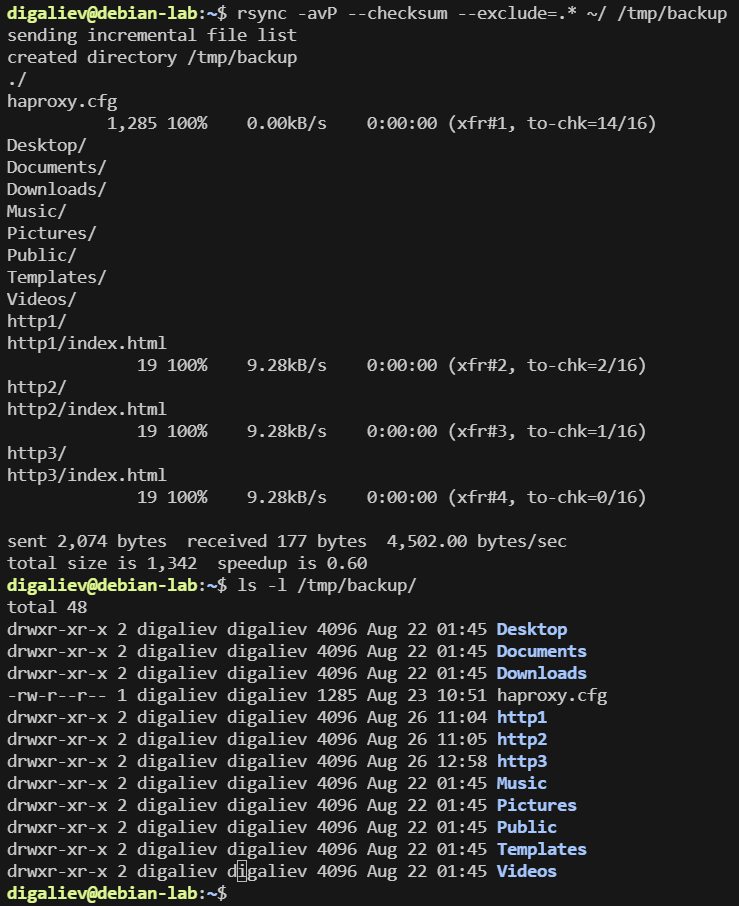 digaliev@debian-lab:~$ rsync -avP --checksum --exclude=.* ~/ /tmp/backup
sending incremental file list
created directory /tmp/backup
./
haproxy.cfg
          1,285 100%    0.00kB/s    0:00:00 (xfr#1, to-chk=14/16)
Desktop/
Documents/
Downloads/
Music/
Pictures/
Public/
Templates/
Videos/
http1/
http1/index.html
             19 100%    9.28kB/s    0:00:00 (xfr#2, to-chk=2/16)
http2/
http2/index.html
             19 100%    9.28kB/s    0:00:00 (xfr#3, to-chk=1/16)
http3/
http3/index.html
             19 100%    9.28kB/s    0:00:00 (xfr#4, to-chk=0/16)

sent 2,074 bytes  received 177 bytes  4,502.00 bytes/sec
total size is 1,342  speedup is 0.60
digaliev@debian-lab:~$ ls -l /tmp/backup/
total 48
drwxr-xr-x 2 digaliev digaliev 4096 Aug 22 01:45 Desktop
drwxr-xr-x 2 digaliev digaliev 4096 Aug 22 01:45 Documents
drwxr-xr-x 2 digaliev digaliev 4096 Aug 22 01:45 Downloads
-rw-r--r-- 1 digaliev digaliev 1285 Aug 23 10:51 haproxy.cfg
drwxr-xr-x 2 digaliev digaliev 4096 Aug 26 11:04 http1
drwxr-xr-x 2 digaliev digaliev 4096 Aug 26 11:05 http2
drwxr-xr-x 2 digaliev digaliev 4096 Aug 26 12:58 http3
drwxr-xr-x 2 digaliev digaliev 4096 Aug 22 01:45 Music
drwxr-xr-x 2 digaliev digaliev 4096 Aug 22 01:45 Pictures
drwxr-xr-x 2 digaliev digaliev 4096 Aug 22 01:45 Public
drwxr-xr-x 2 digaliev digaliev 4096 Aug 22 01:45 Templates
drwxr-xr-x 2 digaliev digaliev 4096 Aug 22 01:45 Videos
digaliev@debian-lab:~$